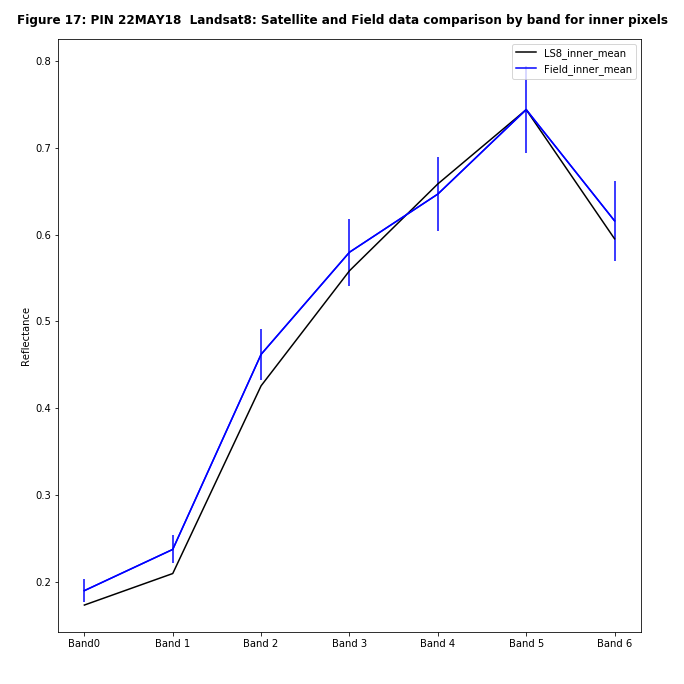 Figure 17: PIN 22MAY18  Landsat8: Satellite and Field data comparison by band for inner pixels
LS8_inner_mean
Field_inner_mean
0.8
0.7
0.6
0.5
0.4
0.3
0.2
Reflectance
Band0 Band 1 Band 2 Band 3 Band 4 Band 5 Band 6